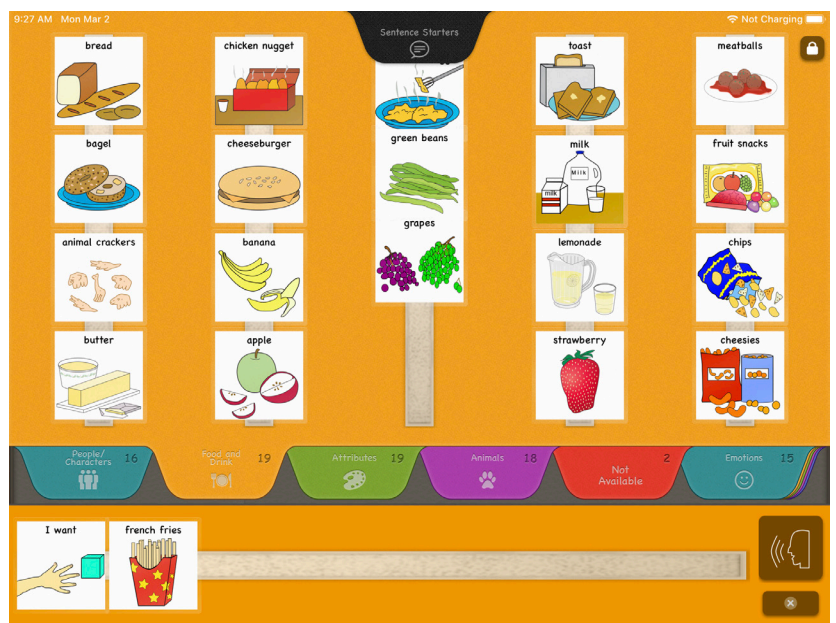 9:27 AM Mon Mar 2
Not Charging
Sentence Starters
bread
chicken nugget
toast
meatballs
bagel
cheeseburger
green beans
milk
Milk
milk
fruit snacks
animal crackers
banana
grapes
lemonade
chips
butter
apple
strawberry
cheesies
People/
Characters 16
Food and
Drink 19
Attributes 19
Animals 18
Not
Available 2
Emotions 15
I want
french fries